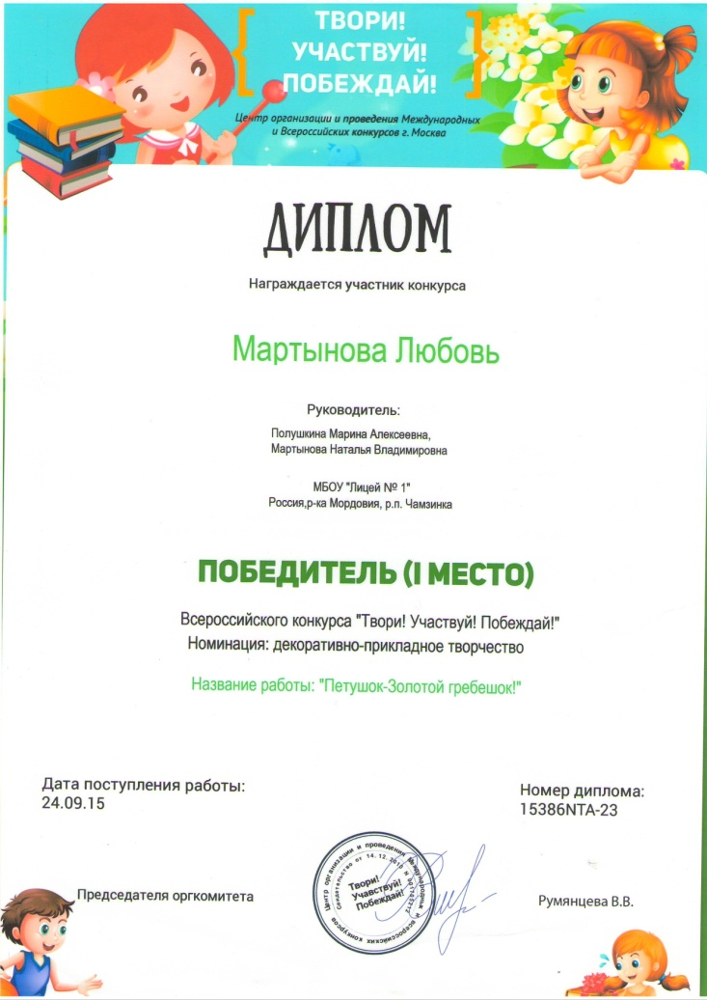 ТВОРИ!
УЧАСТВУЙ!
ПОБЕЖДАЙ!
Центр организации и проведения Международных
и Всероссийских конкурсов г. Москва
ДИПЛОМ
Награждается участник конкурса
Мартынова Любовь
Руководитель:
Полушкина Марина Алексеевна,
Мартынова Наталья Владимировна
МБОУ "Лицей № 1"
Россия,р-ка Мордовия, р.п. Чамзинка
ПОБЕДИТЕЛЬ (I МЕСТО)
Всероссийского конкурса "Твори! Участвуй! Побеждай!"
Номинация: декоративно-прикладное творчество
Название работы: "Петушок-Золотой гребешок!"
Дата поступления работы:
24.09.15
Номер диплома:
15386NTA-23
Председателя оргкомитета
Центр организации и проведения Международных и всероссийских конкурсов
Свидетельство от 14.12.2010
Твори!
Учавствуй!
Побеждай!
Румянцева В.В.